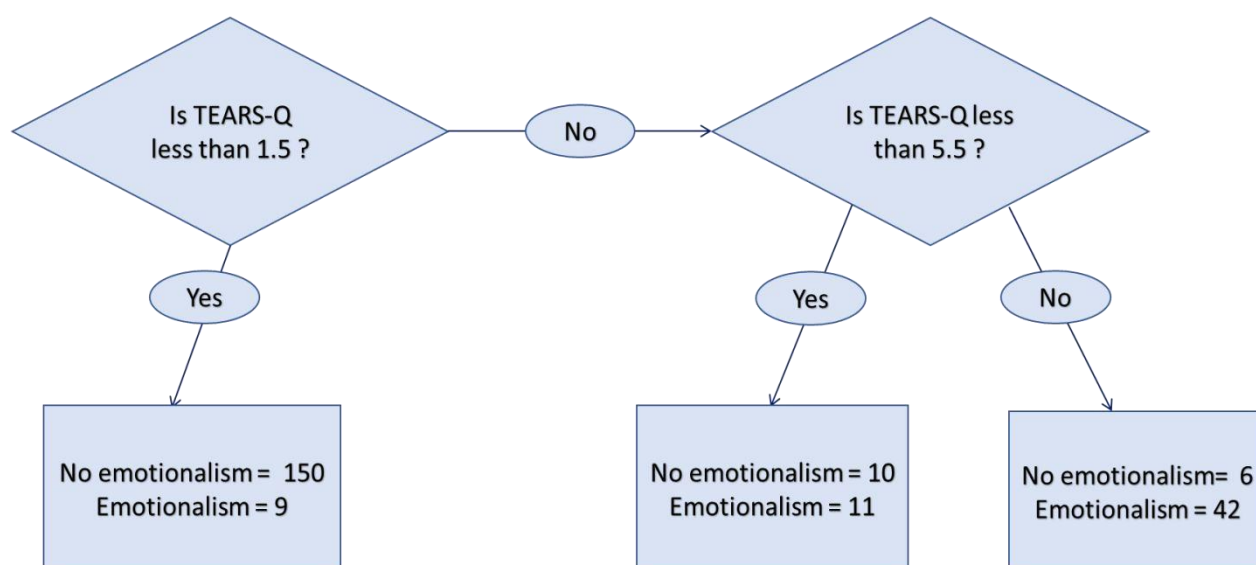 Is TEARS-Q
less than 1.5 ?
No
Is TEARS-Q less
than 5.5 ?
Yes
Yes
No
No emotionalism =  150
Emotionalism = 9
No emotionalism = 10
Emotionalism = 11
No emotionalism=  6
Emotionalism = 42